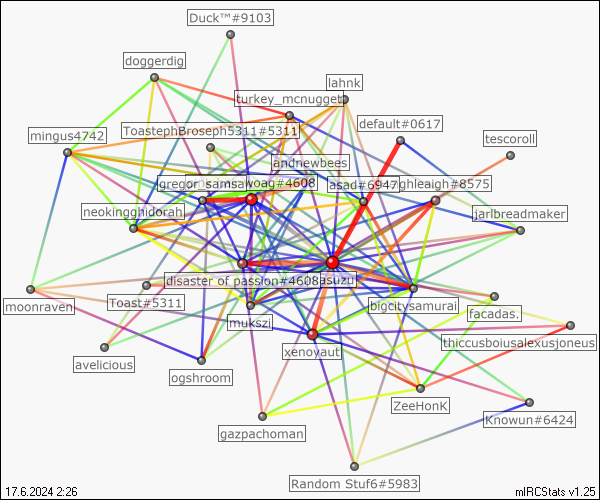 Duck™#9103
doggerdig
lahnk
turkey_mcnugget
default#0617
mingus4742
ToastephBroseph5311#5311
tescoroll
andnewbees
gregor_samsa
woag#4608
asad#6947
ghleaigh#8575
neokingghidorah
jarlbreadmaker
disaster of passion#4608
asuzu
moonraven
Toast#5311
mukszi
bigcitysamurai
facadas.
thiccusboiusalexusjoneus
xenovaut
avelicious
ogshroom
ZeeHonK
gazpachoman
Knowun#6424
Random Stuf6#5983
17.6.2024 2:26
mIRCStats v1.25